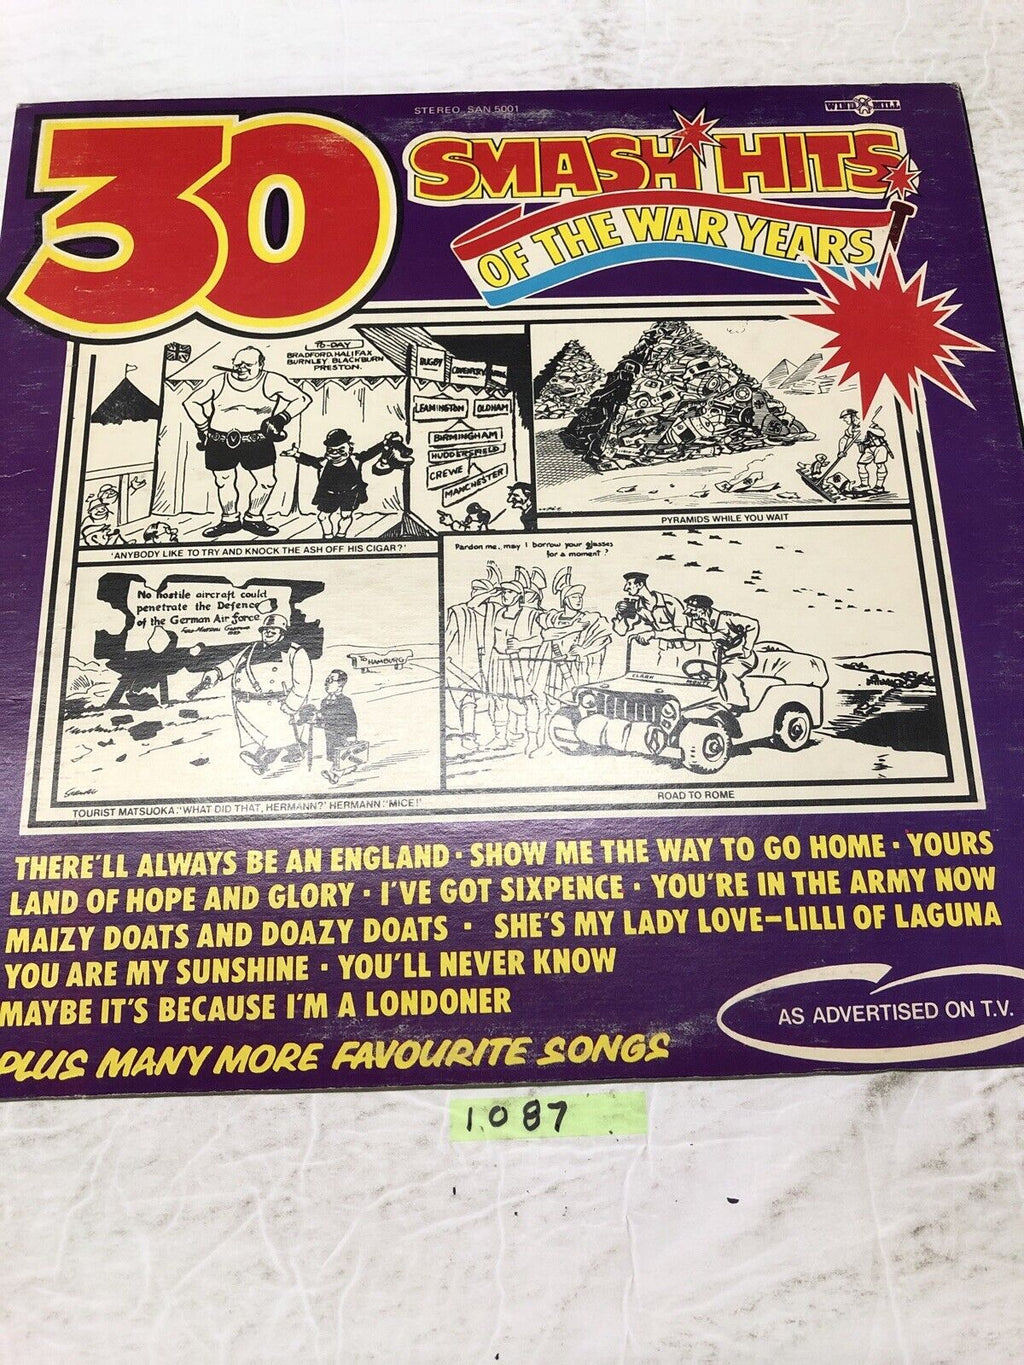 STEREO SAN 5001
WINDMILL
30
SMASH HITS
OF THE WAR YEARS
TO-DAY
BRADFORD. HALIFAX
BURNLEY BLACKBURN
PRESTON.
RUGBY
COVENTRY
LEAMINGTON
OLDHAM
BIRMINGHAM
HUDDERSFIELD
CREWE
MANCHESTER
'ANYBODY LIKE TO TRY AND KNOCK THE ASH OFF HIS CIGAR?'
PYRAMIDS WHILE YOU WAIT
No hostile aircraft could
penetrate the Defence
of the German Air force
TO HAMBURG
TOURIST MATSUOKA:'WHAT DID THAT, HERMANN?' HERMANN:'MICE!'
Pardon me, may I borrow your glasses
for a moment?
CLARK
ROAD TO ROME
THERE'LL ALWAYS BE AN ENGLAND · SHOW ME THE WAY TO GO HOME · YOURS
LAND OF HOPE AND GLORY · I'VE GOT SIXPENCE · YOU'RE IN THE ARMY NOW
MAIZY DOATS AND DOAZY DOATS · SHE'S MY LADY LOVE–LILLI OF LAGUNA
YOU ARE MY SUNSHINE · YOU'LL NEVER KNOW
MAYBE IT'S BECAUSE I'M A LONDONER
PLUS MANY MORE FAVOURITE SONGS
AS ADVERTISED ON T.V.
1087